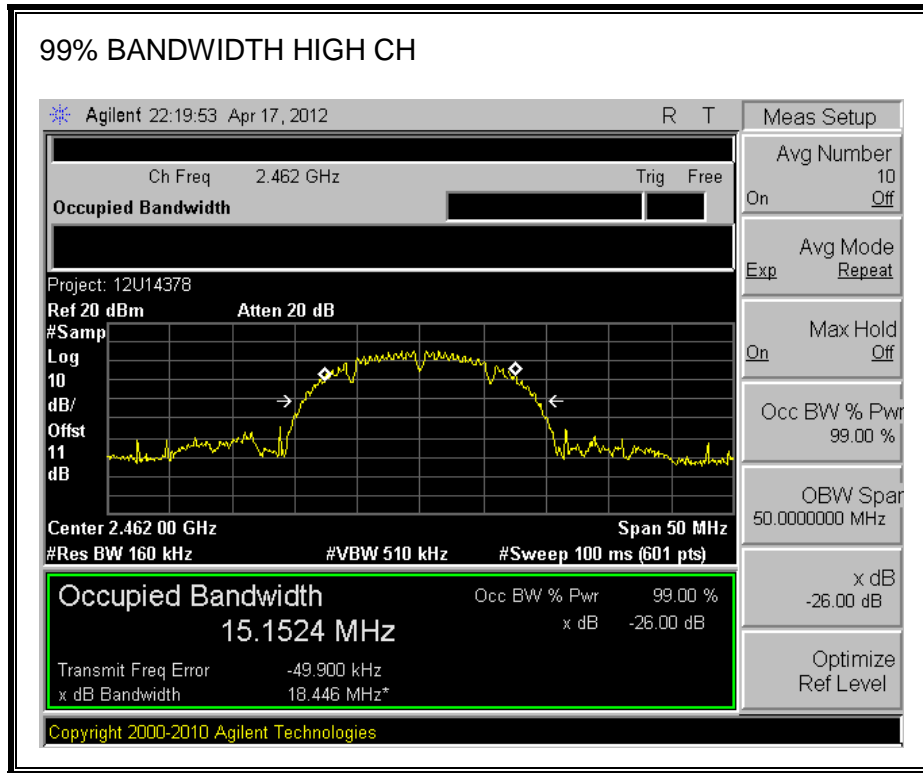 99% BANDWIDTH HIGH CH
Agilent 22:19:53 Apr 17, 2012 R T
Meas Setup
Ch Freq 2.462 GHz Trig Free
Occupied Bandwidth
Avg Number
10
On Off
Avg Mode
Exp Repeat
Max Hold
On Off
Occ BW % Pwr
99.00 %
OBW Span
50.0000000 MHz
x dB
-26.00 dB
Optimize
Ref Level
Project: 12U14378
Ref 20 dBm Atten 20 dB
#Samp
Log
10
dB/
Offst
11
dB
Center 2.462 00 GHz Span 50 MHz
#Res BW 160 kHz #VBW 510 kHz #Sweep 100 ms (601 pts)
Occupied Bandwidth Occ BW % Pwr 99.00 %
15.1524 MHz x dB -26.00 dB
Transmit Freq Error -49.900 kHz
x dB Bandwidth 18.446 MHz*
Copyright 2000-2010 Agilent Technologies